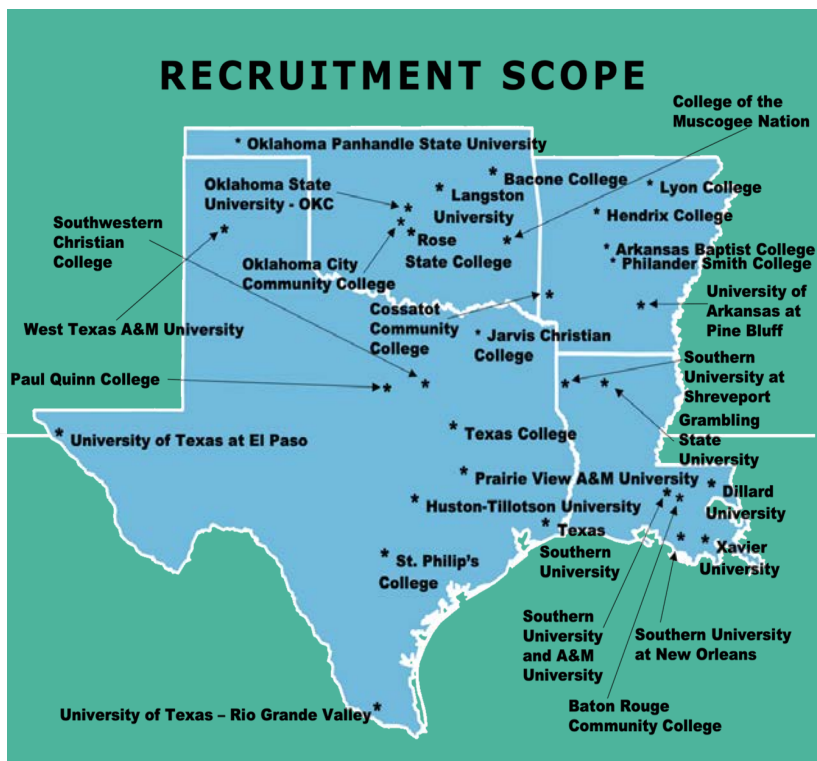 RECRUITMENT SCOPE
College of the
Muscogee Nation
* Oklahoma Panhandle State University
Oklahoma State
University - OKC
* Bacone College
* Langston
University
* Lyon College
* Hendrix College
Southwestern
Christian
College
* Rose
State College
Oklahoma City
Community College
* Arkansas Baptist College
* Philander Smith College
University of
Arkansas at
Pine Bluff
West Texas A&M University
Cossatot
Community
College
* Jarvis Christian
College
Paul Quinn College
Southern
University at
Shreveport
Grambling
State
University
* University of Texas at El Paso
* Texas College
* Prairie View A&M University
* Dillard
University
* Huston-Tillotson University
* Texas
Southern
University
* Xavier
University
* St. Philip's
College
Southern
University
and A&M
University
Southern University
at New Orleans
Baton Rouge
Community College
University of Texas – Rio Grande Valley *